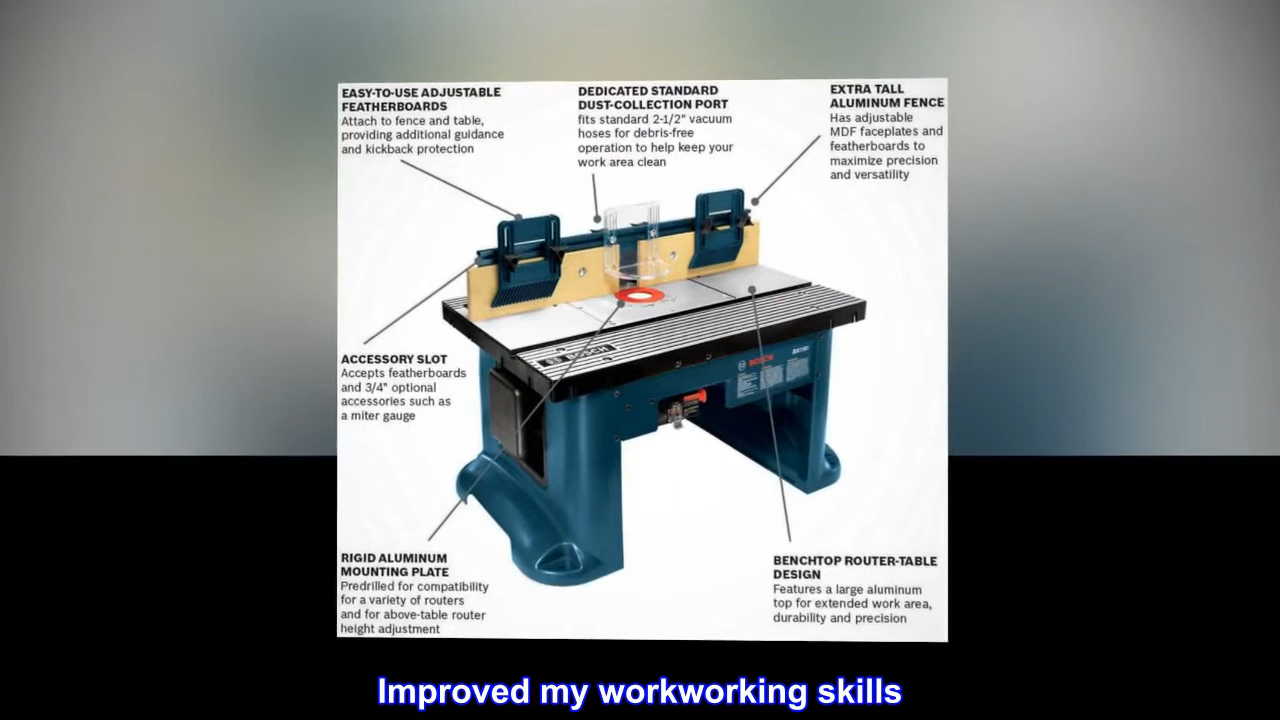 EASY-TO-USE ADJUSTABLE
FEATHERBOARDS
Attach to fence and table,
providing additional guidance
and kickback protection
DEDICATED STANDARD
DUST-COLLECTION PORT
fits standard 2-1/2" vacuum
hoses for debris-free
operation to help keep your
work area clean
EXTRA TALL
ALUMINUM FENCE
Has adjustable
MDF faceplates and
featherboards to
maximize precision
and versatility
ACCESSORY SLOT
Accepts featherboards
and 3/4" optional
accessories such as
a miter gauge
BOSCH
BOSCH
RA1181
RIGID ALUMINUM
MOUNTING PLATE
Predrilled for compatibility
for a variety of routers
and for above-table router
height adjustment
BENCHTOP ROUTER-TABLE
DESIGN
Features a large aluminum
top for extended work area,
durability and precision
Improved my workworking skills